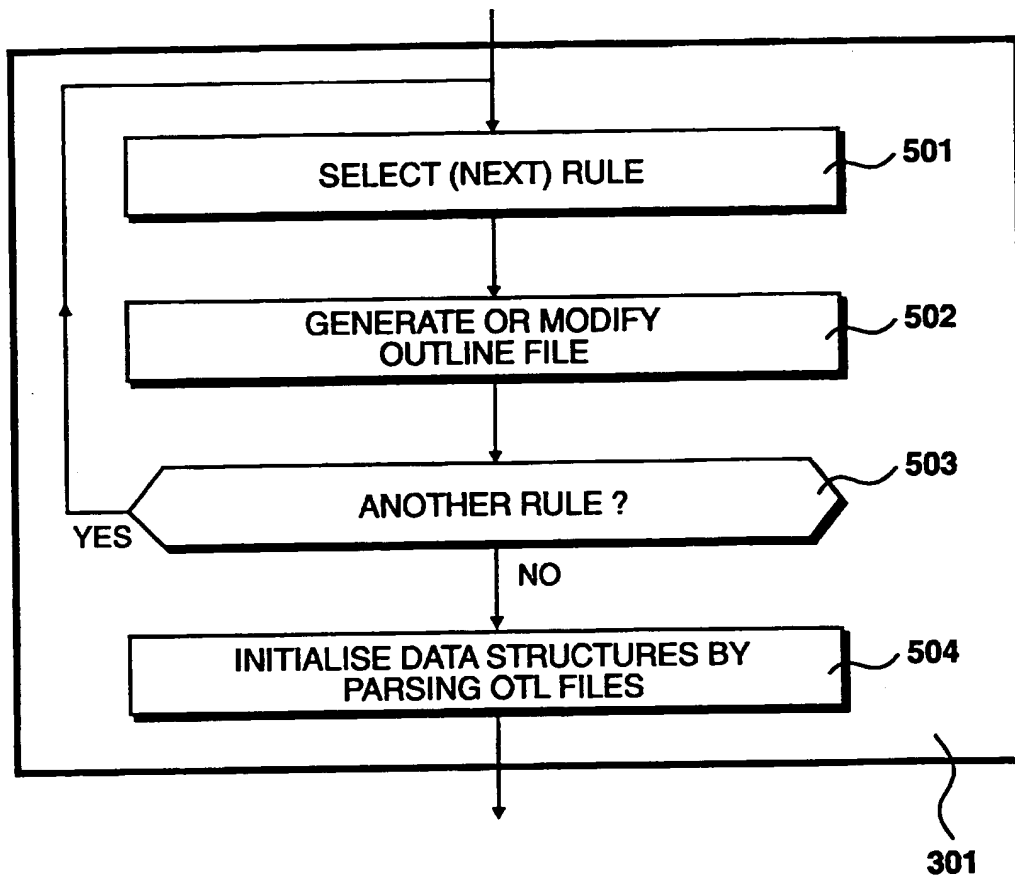 SELECT (NEXT) RULE
501
GENERATE OR MODIFY
OUTLINE FILE
502
ANOTHER RULE ?
503
YES
NO
INITIALISE DATA STRUCTURES BY
PARSING OTL FILES
504
301